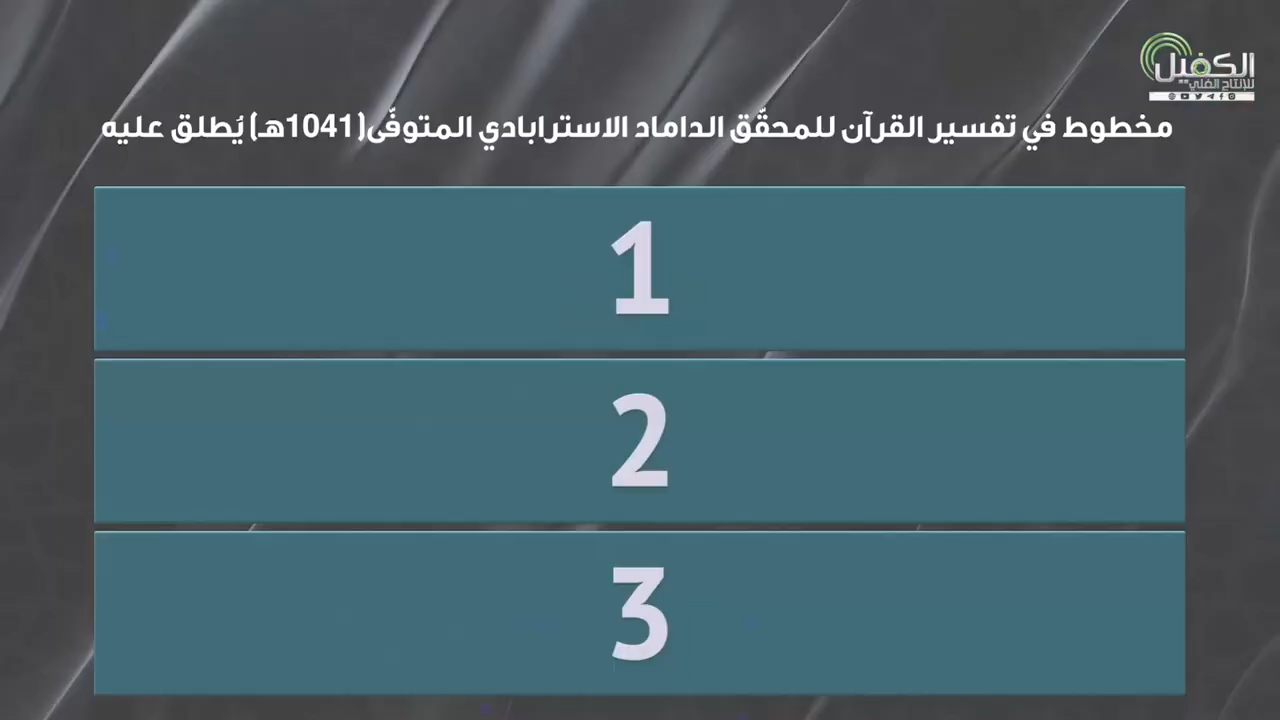 الكفيل
للإنتاج الفني
مخطوط في تفسير القرآن للمحقّق الداماد الاسترابادي المتوفّى(1041هـ) يُطلق عليه
1
2
3